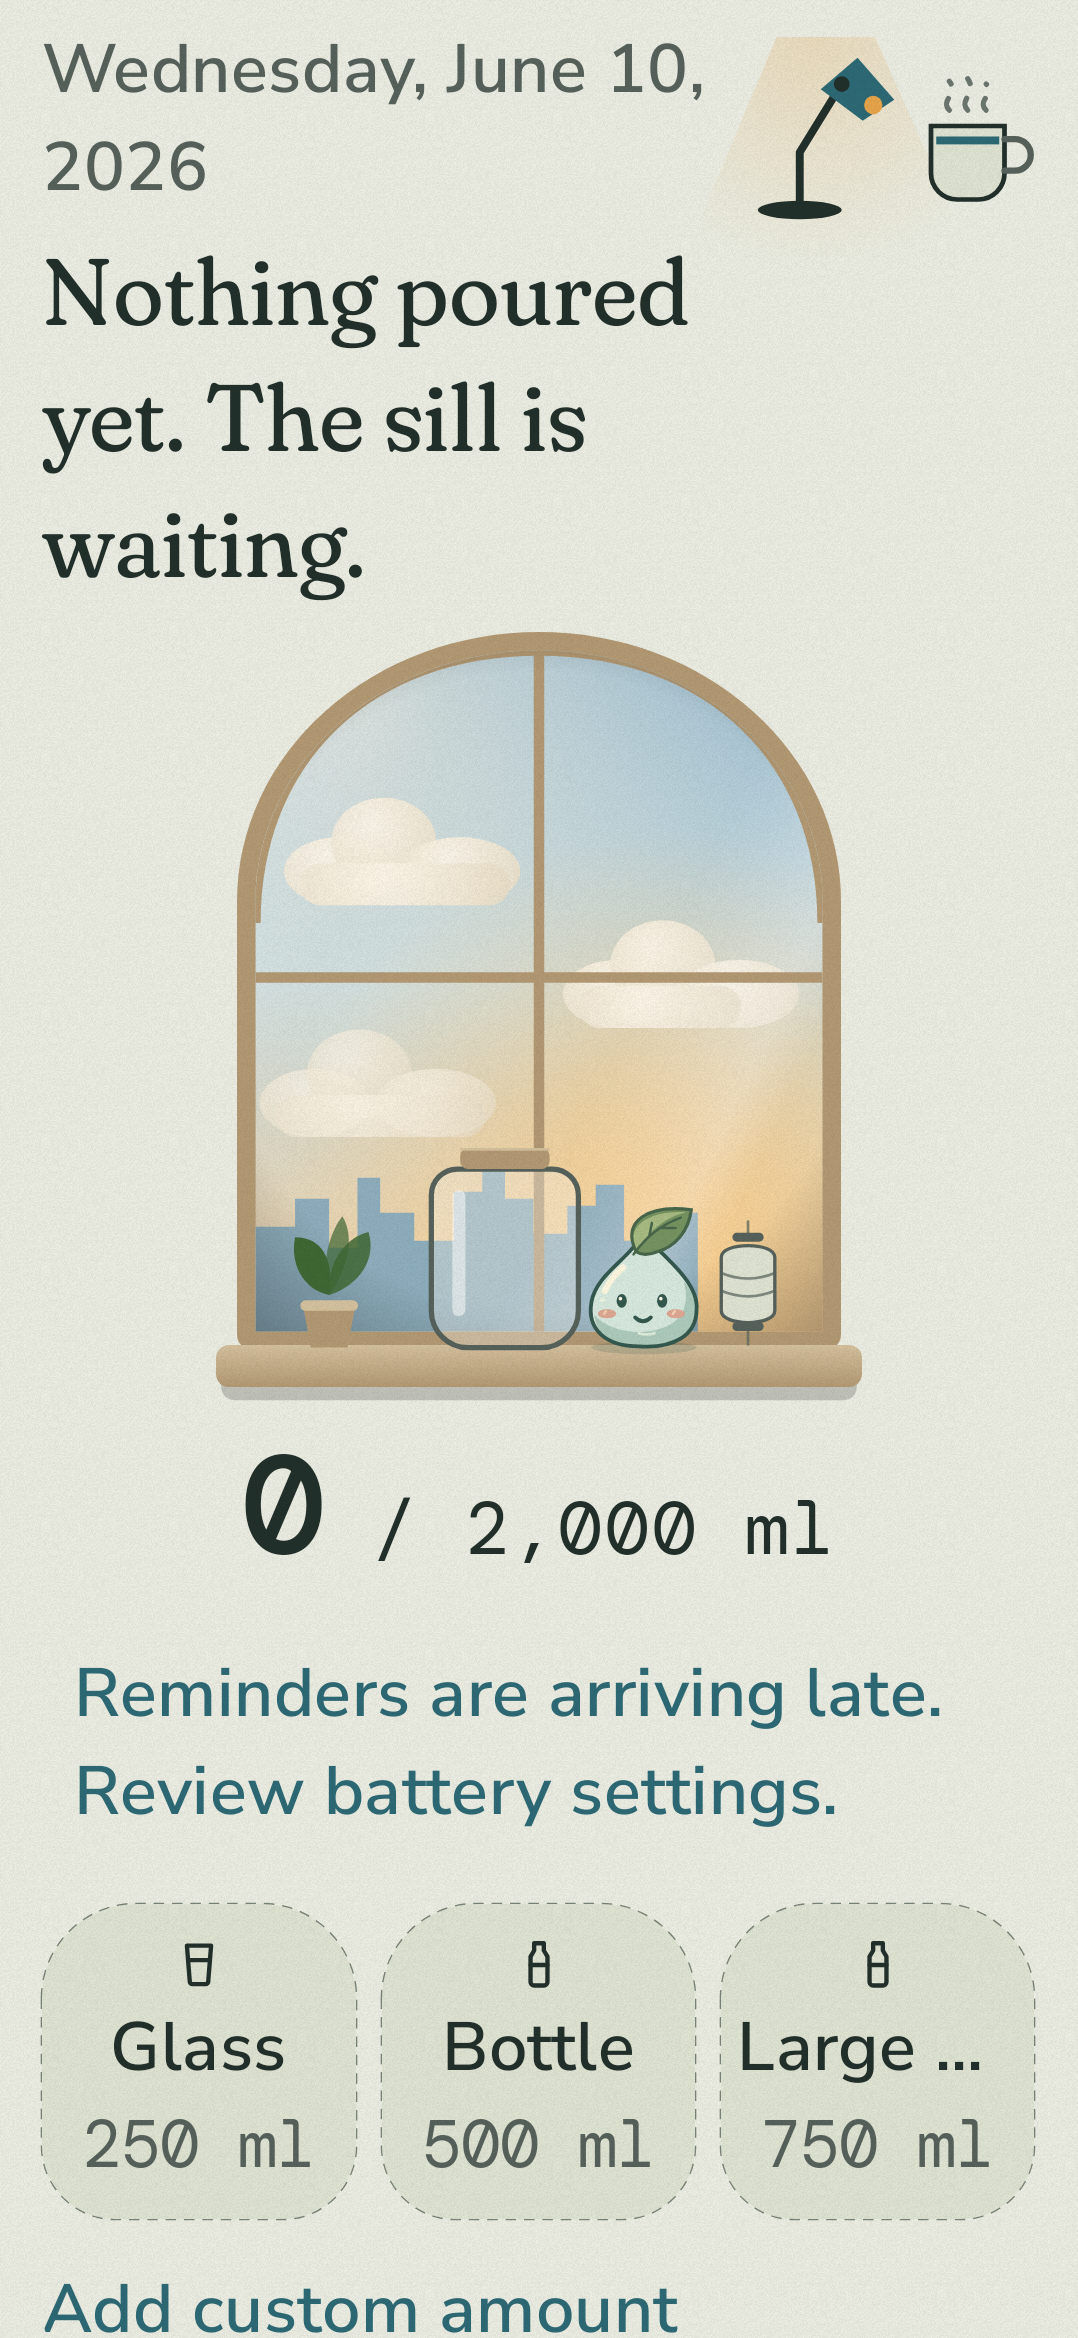 Wednesday, June 10,
2026
Nothing poured
yet. The sill is
waiting.
0 / 2,000 ml
Reminders are arriving late.
Review battery settings.
Glass
250 ml
Bottle
500 ml
Large ...
750 ml
Add custom amount